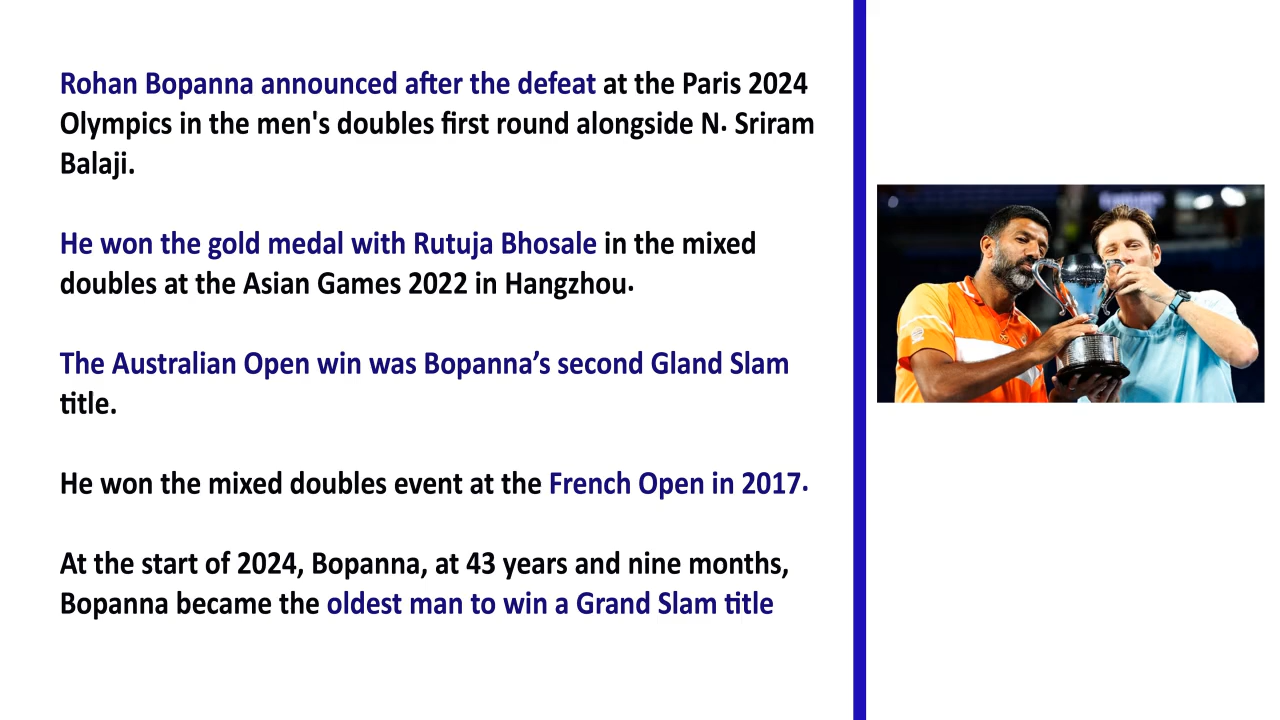 Rohan Bopanna announced after the defeat at the Paris 2024
Olympics in the men's doubles first round alongside N. Sriram
Balaji.
He won the gold medal with Rutuja Bhosale in the mixed
doubles at the Asian Games 2022 in Hangzhou.
The Australian Open win was Bopanna’s second Gland Slam
title.
He won the mixed doubles event at the French Open in 2017.
At the start of 2024, Bopanna, at 43 years and nine months,
Bopanna became the oldest man to win a Grand Slam title